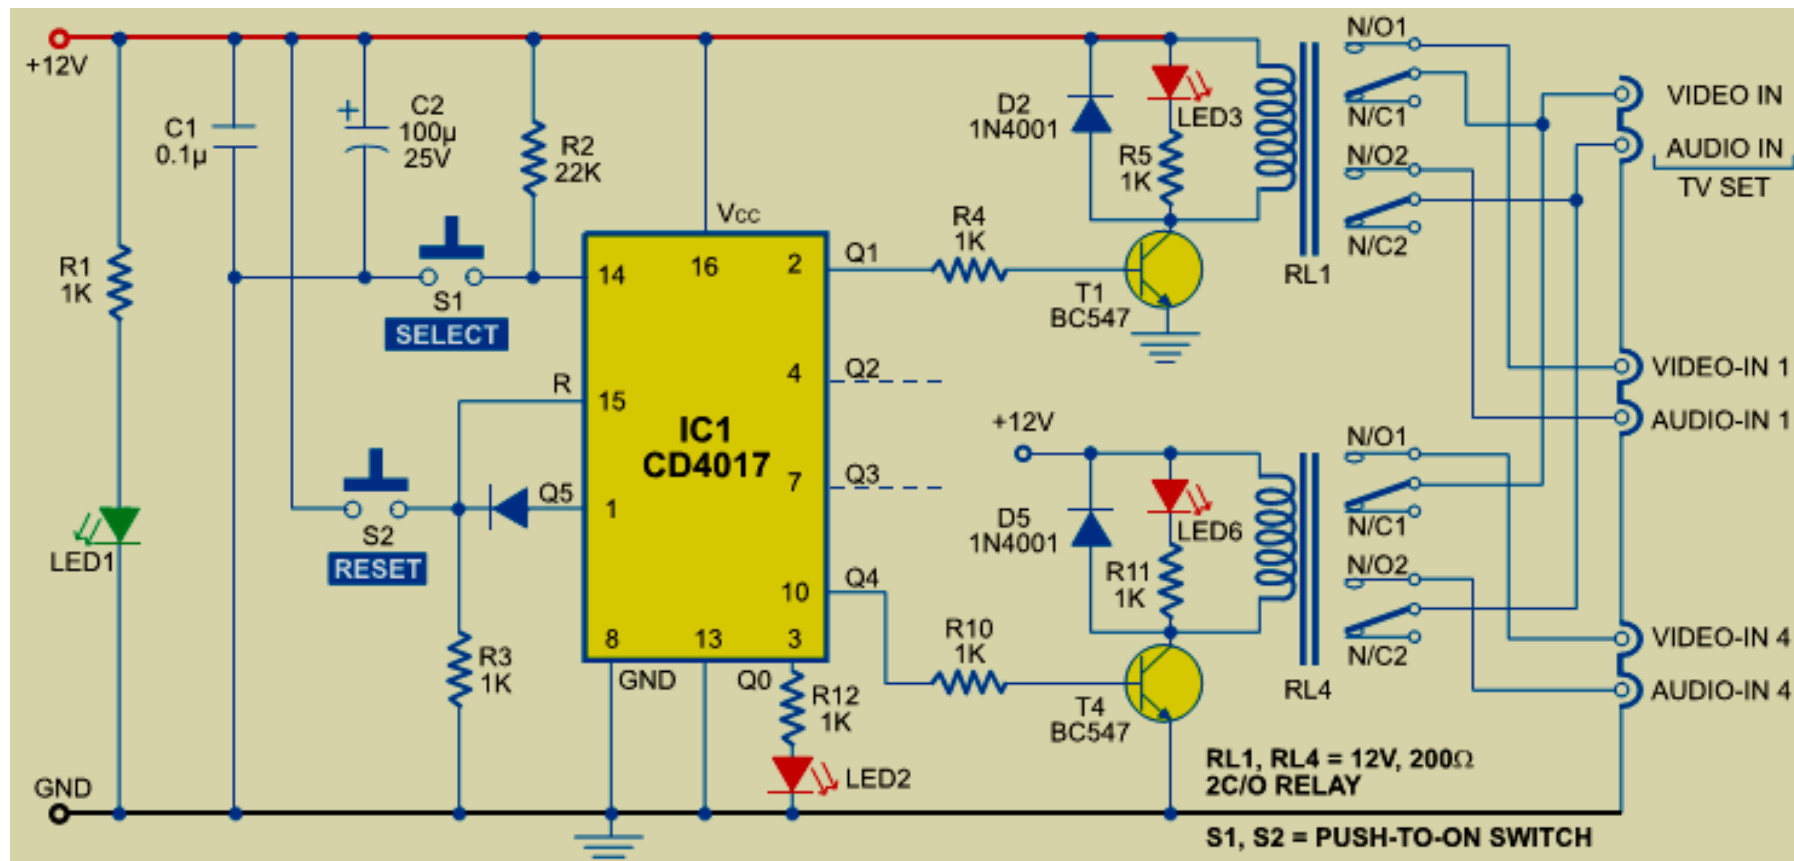 +12V
C1
0.1µ
+
C2
100µ
25V
R2
22K
R1
1K
S1
SELECT
LED1
S2
RESET
R3
1K
GND
Vcc
14
16
2
Q1
R
15
4
Q2
IC1
CD4017
7
Q3
Q5
1
10
Q4
8
13
3
GND
Q0
R12
1K
LED2
R4
1K
D2
1N4001
LED3
R5
1K
T1
BC547
RL1
N/O1
N/C1
N/O2
N/C2
VIDEO IN
AUDIO IN
TV SET
VIDEO-IN 1
AUDIO-IN 1
+12V
D5
1N4001
LED6
R11
1K
R10
1K
T4
BC547
RL4
N/O1
N/C1
N/O2
N/C2
VIDEO-IN 4
AUDIO-IN 4
RL1, RL4 = 12V, 200Ω
2C/O RELAY
S1, S2 = PUSH-TO-ON SWITCH